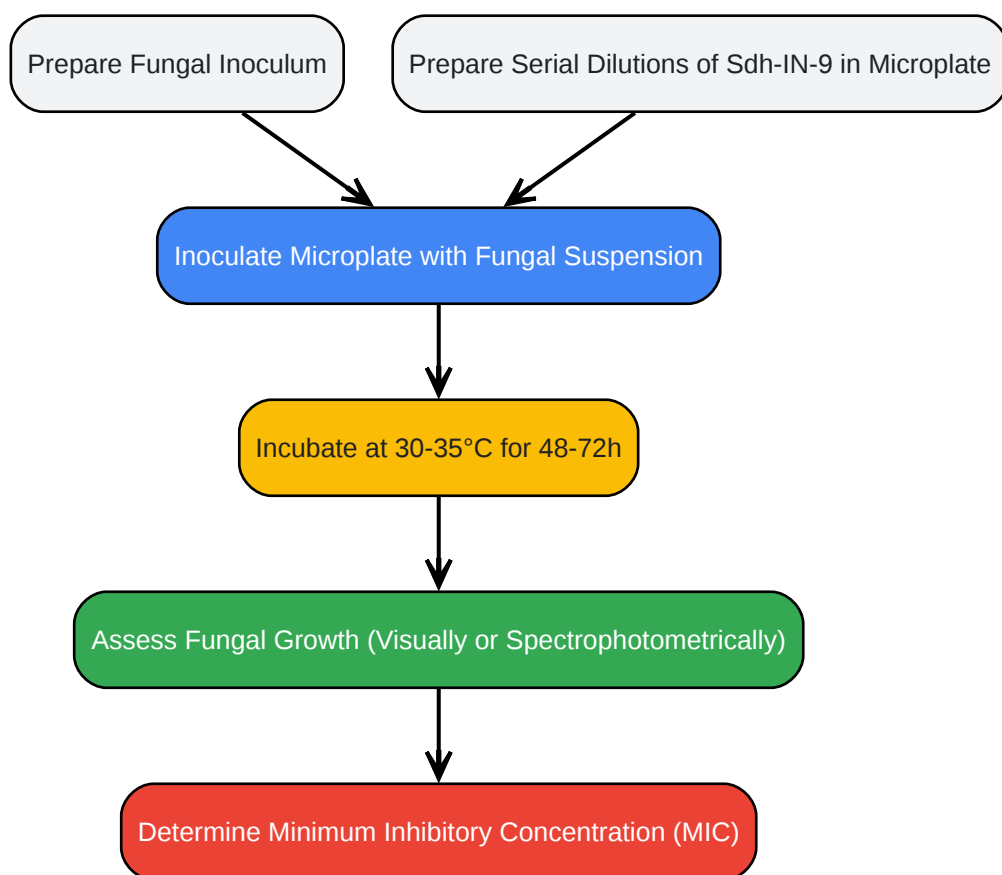 Prepare Fungal Inoculum
Prepare Serial Dilutions of Sdh-IN-9 in Microplate
Inoculate Microplate with Fungal Suspension
Incubate at 30-35°C for 48-72h
Assess Fungal Growth (Visually or Spectrophotometrically)
Determine Minimum Inhibitory Concentration (MIC)